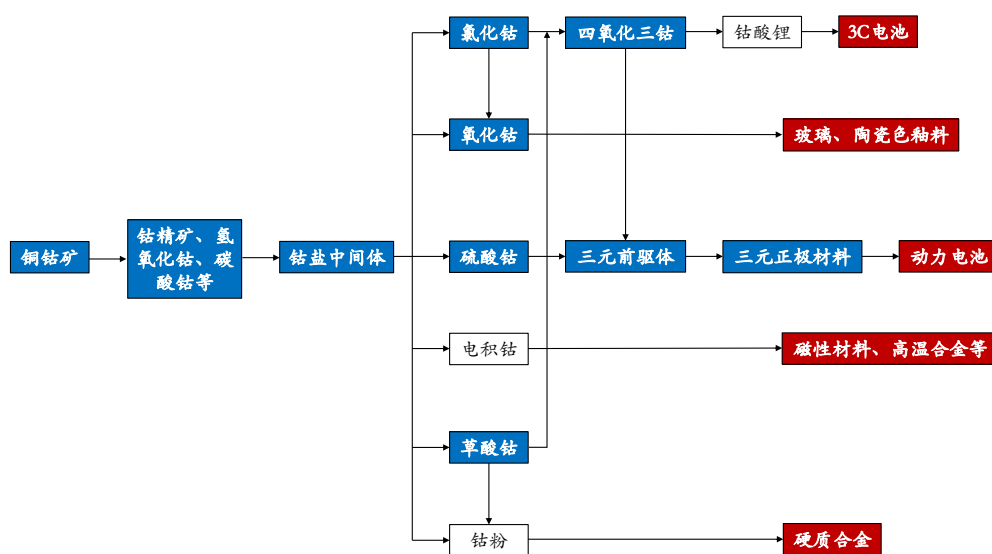 氯化钴
四氧化三钴
钴酸锂
3C电池
氧化钴
玻璃、陶瓷色釉料
铜钴矿
钴精矿、氢
氧化钴、碳
酸钴等
钴盐中间体
硫酸钴
三元前驱体
三元正极材料
动力电池
电积钴
磁性材料、高温合金等
草酸钴
钴粉
硬质合金